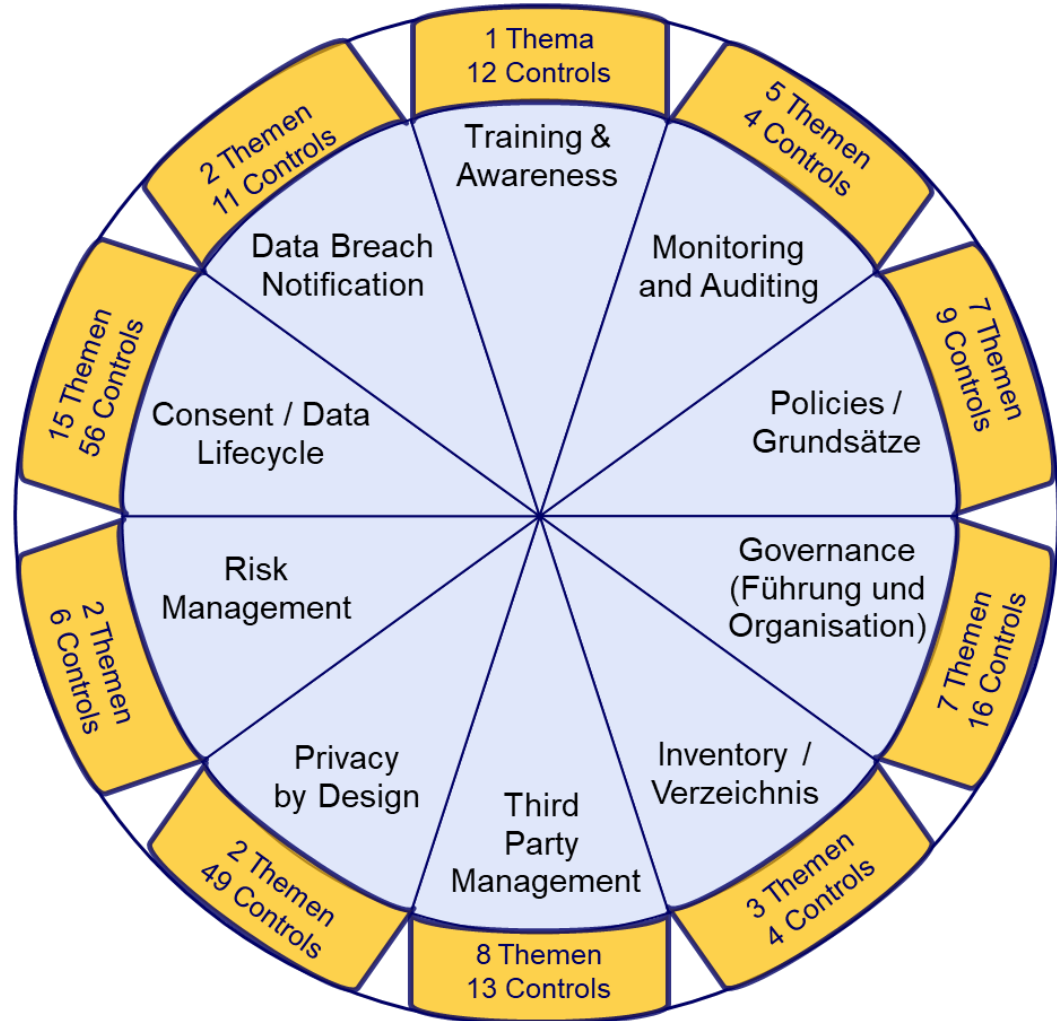 1 Thema
12 Controls
Training &
Awareness
5 Themen
4 Controls
Monitoring
and Auditing
7 Themen
9 Controls
Policies /
Grundsätze
7 Themen
16 Controls
Governance
(Führung und
Organisation)
3 Themen
4 Controls
Inventory /
Verzeichnis
8 Themen
13 Controls
Third
Party
Management
2 Themen
49 Controls
Privacy
by Design
2 Themen
6 Controls
Risk
Management
15 Themen
56 Controls
Consent / Data
Lifecycle
2 Themen
11 Controls
Data Breach
Notification